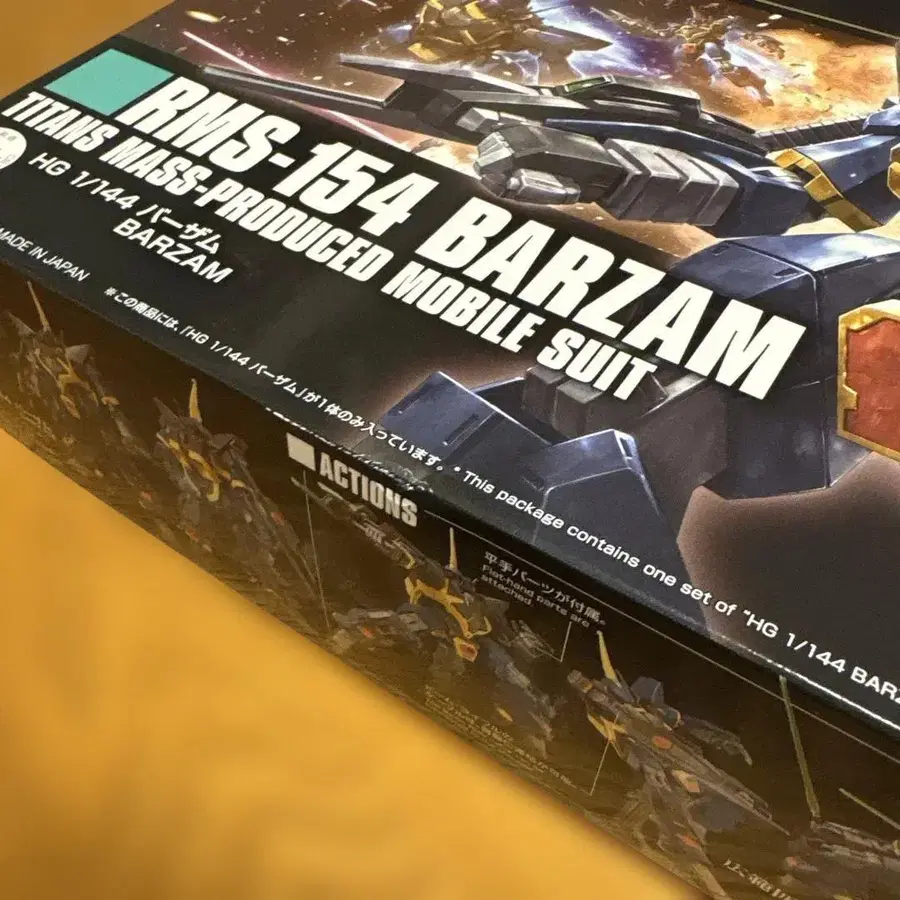 RMS-154 BARZAM
TITANS MASS-PRODUCED MOBILE SUIT
HG 1/144 バーザム
BARZAM
MADE IN JAPAN
※この商品には、「HG 1/144 バーザム」が1体のみ入っています。 * This package contains one set of "HG 1/144
ACTIONS
平手パーツが付属。
Flat-hand parts are
attached.